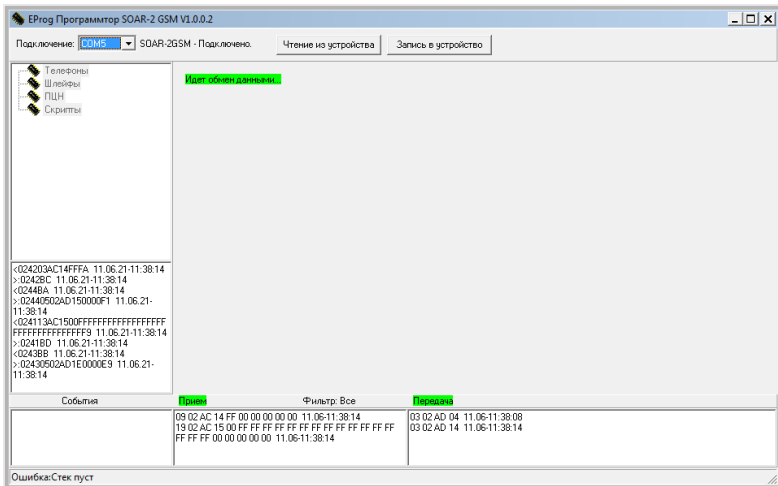 EProg Программтор SOAR-2 GSM V1.0.0.2
Подключение: COM5 SOAR-2GSM - Подключено. Чтение из устройства Запись в устройство
Телефоны
Шлейфы
ПЦН
Скрипты
Идет обмен данными...
<024203AC14FFFA 11.06.21-11:38:14
>:0242BC 11.06.21-11:38:14
<0244BA 11.06.21-11:38:14
>:02440502AD150000F1 11.06.21-
11:38:14
<024113AC1500FFFFFFFFFFFFFFFFFF
FFFFFFFFFFFFFFF9 11.06.21-11:38:14
>:0241BD 11.06.21-11:38:14
<0243BB 11.06.21-11:38:14
>:02430502AD1E0000E9 11.06.21-
11:38:14
События Прием Фильтр: Все Передача
09 02 AC 14 FF 00 00 00 00 00 11.06-11:38:14
19 02 AC 15 00 FF FF FF FF FF FF FF FF FF FF FF FF FF
FF FF FF 00 00 00 00 00 11.06-11:38:14
03 02 AD 04 11.06-11:38:08
03 02 AD 14 11.06-11:38:14
Ошибка:Стек пуст